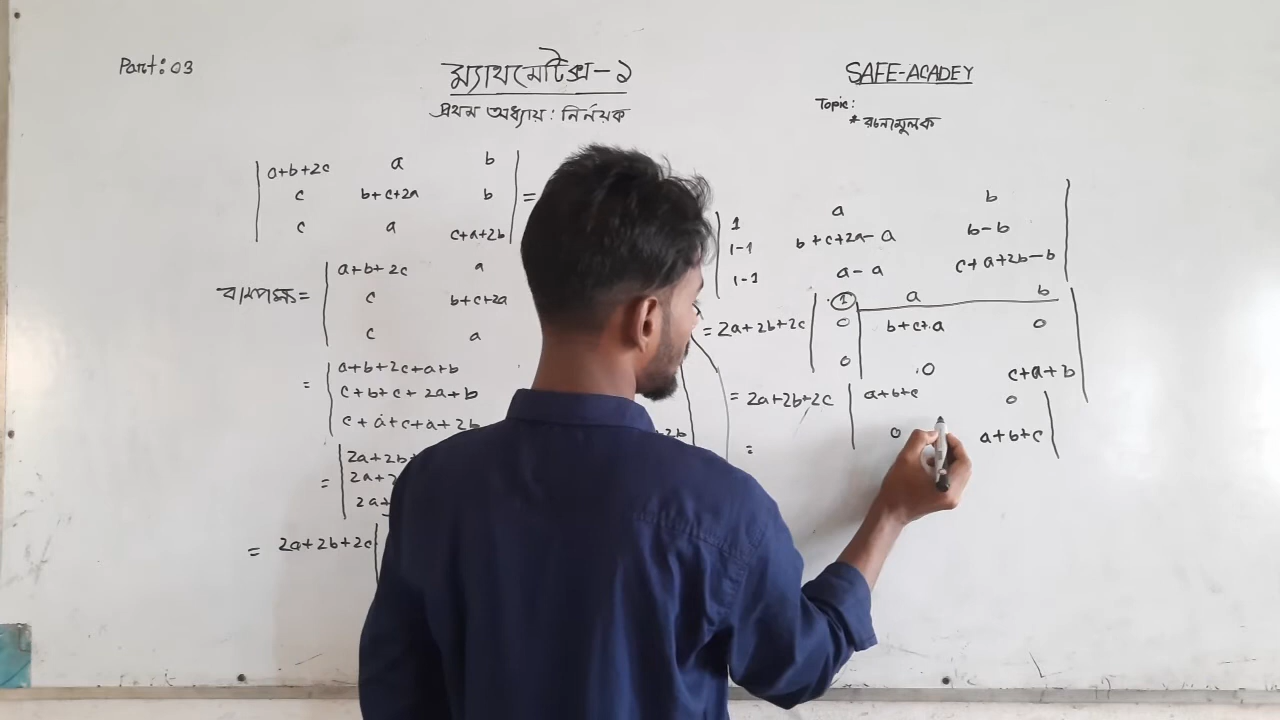 Part: 03
ম্যাথমেটিক্স-১
প্রথম অধ্যায়: নির্নয়ক
SAFE-ACADEY
Topic:
* রচনামূলক
a+b+2c a b
c b+c+2a b =
c a c+a+2b
বামপক্ষ = a+b+2c a
c b+c+2a
c a
= a+b+2c+a+b
c+b+c+2a+b
c+a+c+a+2b
= 2a+2b+
2a+
2a+
= 2a+2b+2c
1 a b
1-1 b+c+2a-a b-b
1-1 a-a c+a+2b-b
= 2a+2b+2c 1 a b
0 b+c+a 0
0 0 c+a+b
= 2a+2b+2c a+b+c 0
0 a+b+c
=